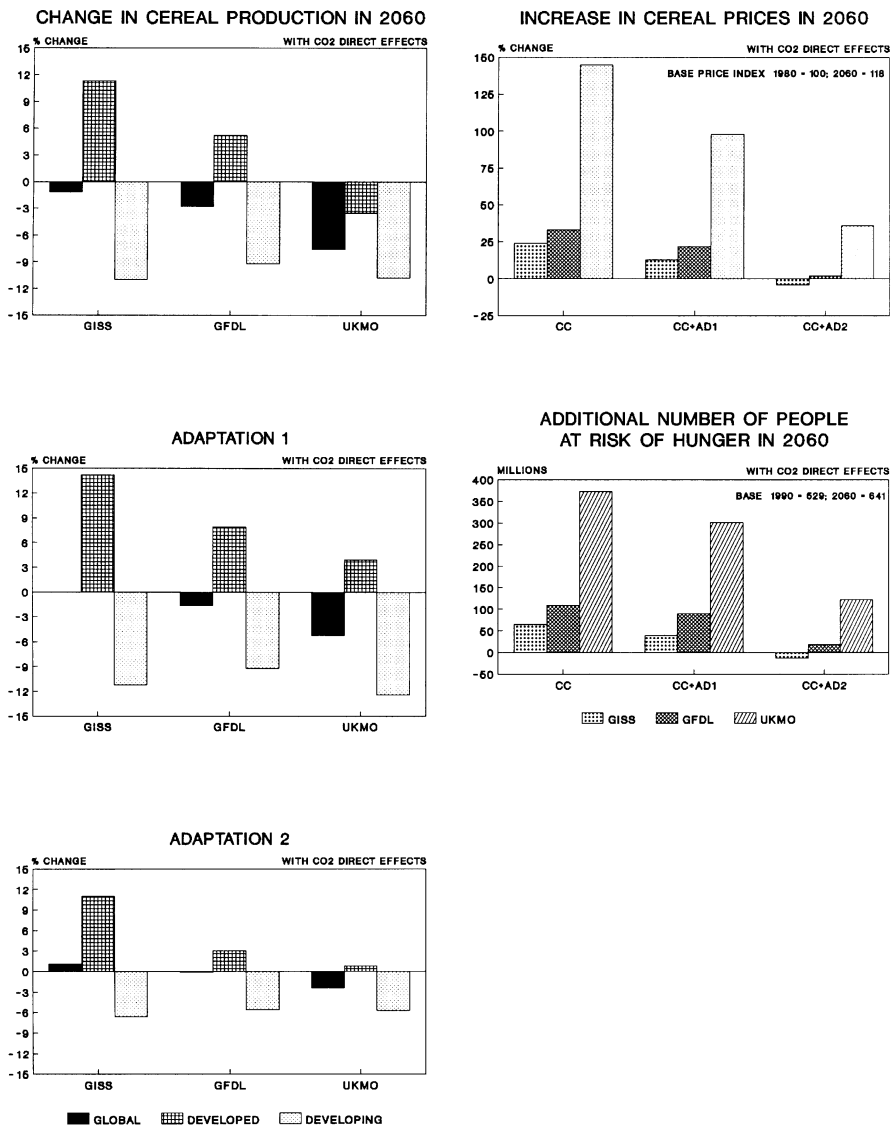 CHANGE IN CEREAL PRODUCTION IN 2060
% CHANGE WITH CO2 DIRECT EFFECTS
15
12
9
6
3
0
-3
-6
-9
-12
-15
GISS GFDL UKMO
INCREASE IN CEREAL PRICES IN 2060
% CHANGE WITH CO2 DIRECT EFFECTS
BASE PRICE INDEX 1980 - 100; 2060 - 118
150
125
100
75
50
25
0
-25
CC CC+AD1 CC+AD2
ADAPTATION 1
% CHANGE WITH CO2 DIRECT EFFECTS
15
12
9
6
3
0
-3
-6
-9
-12
-15
GISS GFDL UKMO
ADDITIONAL NUMBER OF PEOPLE
AT RISK OF HUNGER IN 2060
MILLIONS WITH CO2 DIRECT EFFECTS
BASE 1990 - 529; 2060 - 641
400
350
300
250
200
150
100
50
0
-50
CC CC+AD1 CC+AD2
GISS GFDL UKMO
ADAPTATION 2
% CHANGE WITH CO2 DIRECT EFFECTS
15
12
9
6
3
0
-3
-6
-9
-12
-15
GISS GFDL UKMO
GLOBAL DEVELOPED DEVELOPING